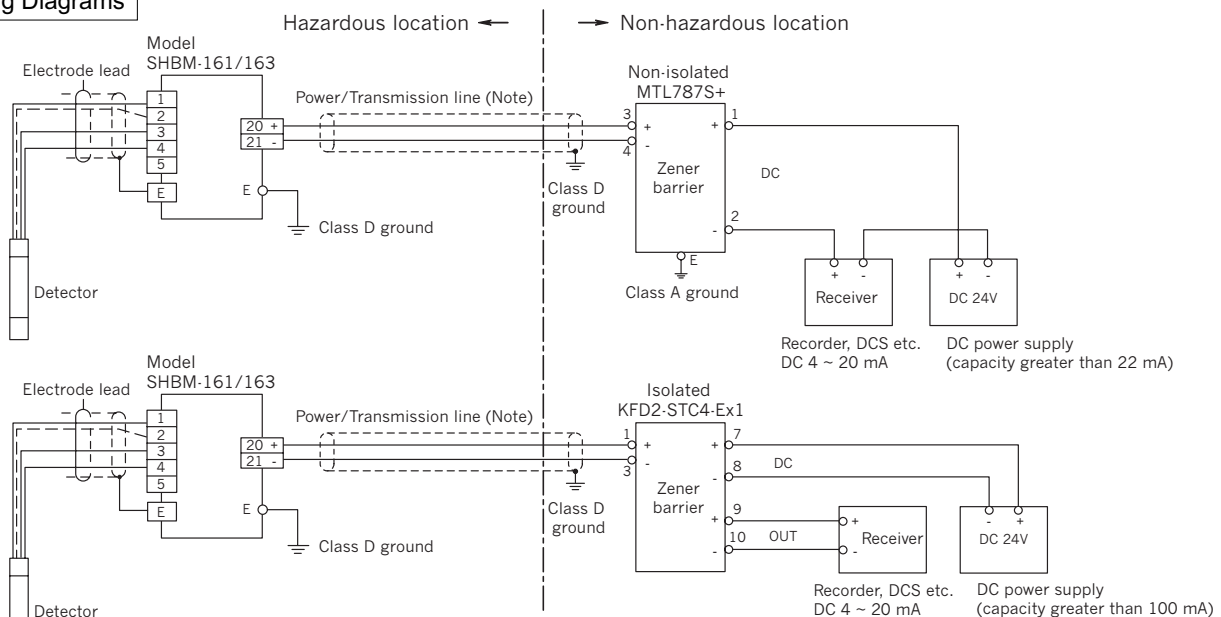 g Diagrams
Hazardous location
Non-hazardous location
Model
SHBM-161/163
Electrode lead
1
2
3
4
5
E
Detector
20 +
21 -
E
Class D ground
Power/Transmission line (Note)
Class D
ground
Non-isolated
MTL787S+
3
+
4
-
+
1
Zener
barrier
DC
2
-
E
Class A ground
+ -
Receiver
Recorder, DCS etc.
DC 4 ~ 20 mA
+ -
DC 24V
DC power supply
(capacity greater than 22 mA)
Model
SHBM-161/163
Electrode lead
1
2
3
4
5
E
Detector
20 +
21 -
E
Class D ground
Power/Transmission line (Note)
Class D
ground
Isolated
KFD2-STC4-Ex1
1
+
3
-
+
7
-
8
DC
Zener
barrier
+
9
-
10
OUT
+
-
Receiver
Recorder, DCS etc.
DC 4 ~ 20 mA
- +
DC 24V
DC power supply
(capacity greater than 100 mA)